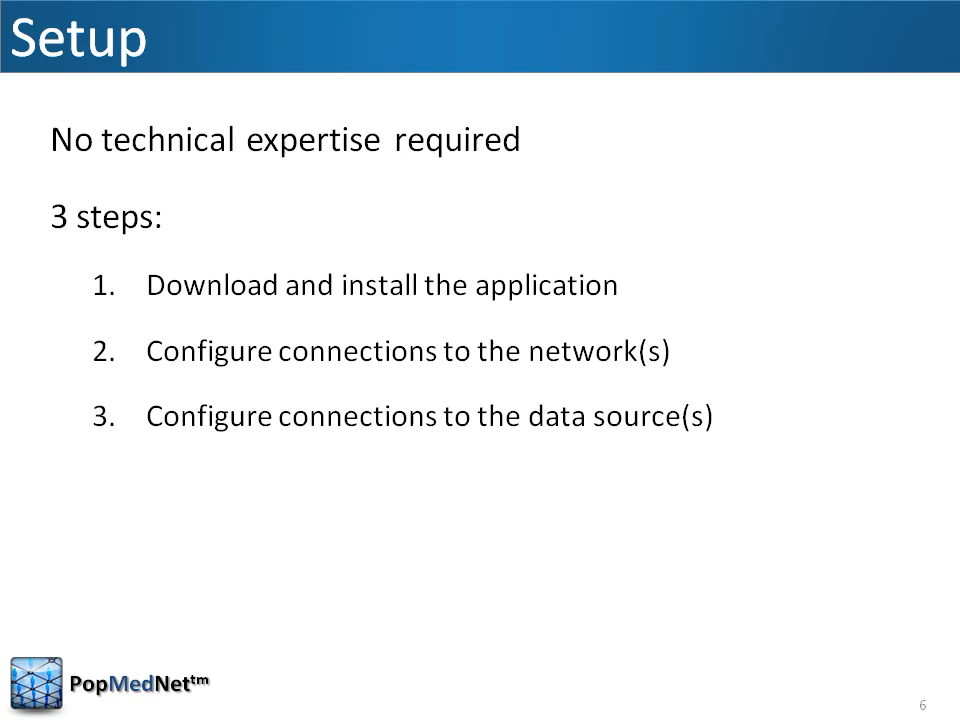 Setup
No technical expertise required
3 steps:
1. Download and install the application
2. Configure connections to the network(s)
3. Configure connections to the data source(s)
PopMedNet™
6